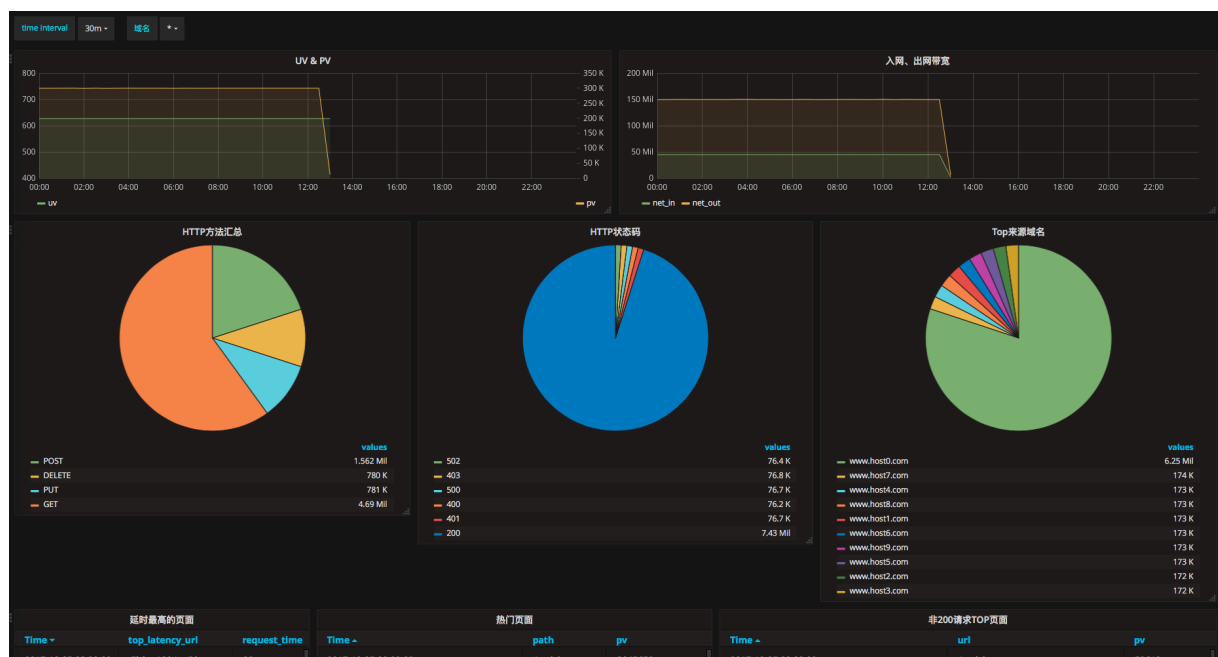 time interval 30m 域名 *
UV & PV
800 350 K
700 300 K
600 250 K
500 200 K
400 150 K
100 K
50 K
0
00:00 02:00 04:00 06:00 08:00 10:00 12:00 14:00 16:00 18:00 20:00 22:00
uv pv
入网、出网带宽
200 Mil
150 Mil
100 Mil
50 Mil
0
00:00 02:00 04:00 06:00 08:00 10:00 12:00 14:00 16:00 18:00 20:00 22:00
net_in net_out
HTTP方法汇总
values
POST 1.562 Mil
DELETE 780 K
PUT 781 K
GET 4.69 Mil
HTTP状态码
values
502 76.4 K
403 76.8 K
500 76.7 K
400 76.2 K
401 76.7 K
200 7.43 Mil
Top来源域名
values
www.host0.com 6.25 Mil
www.host7.com 174 K
www.host4.com 173 K
www.host8.com 173 K
www.host1.com 173 K
www.host6.com 173 K
www.host9.com 173 K
www.host5.com 173 K
www.host2.com 172 K
www.host3.com 172 K
延时最高的页面
Time top_latency_url request_time
热门页面
Time path pv
非200请求TOP页面
Time url pv